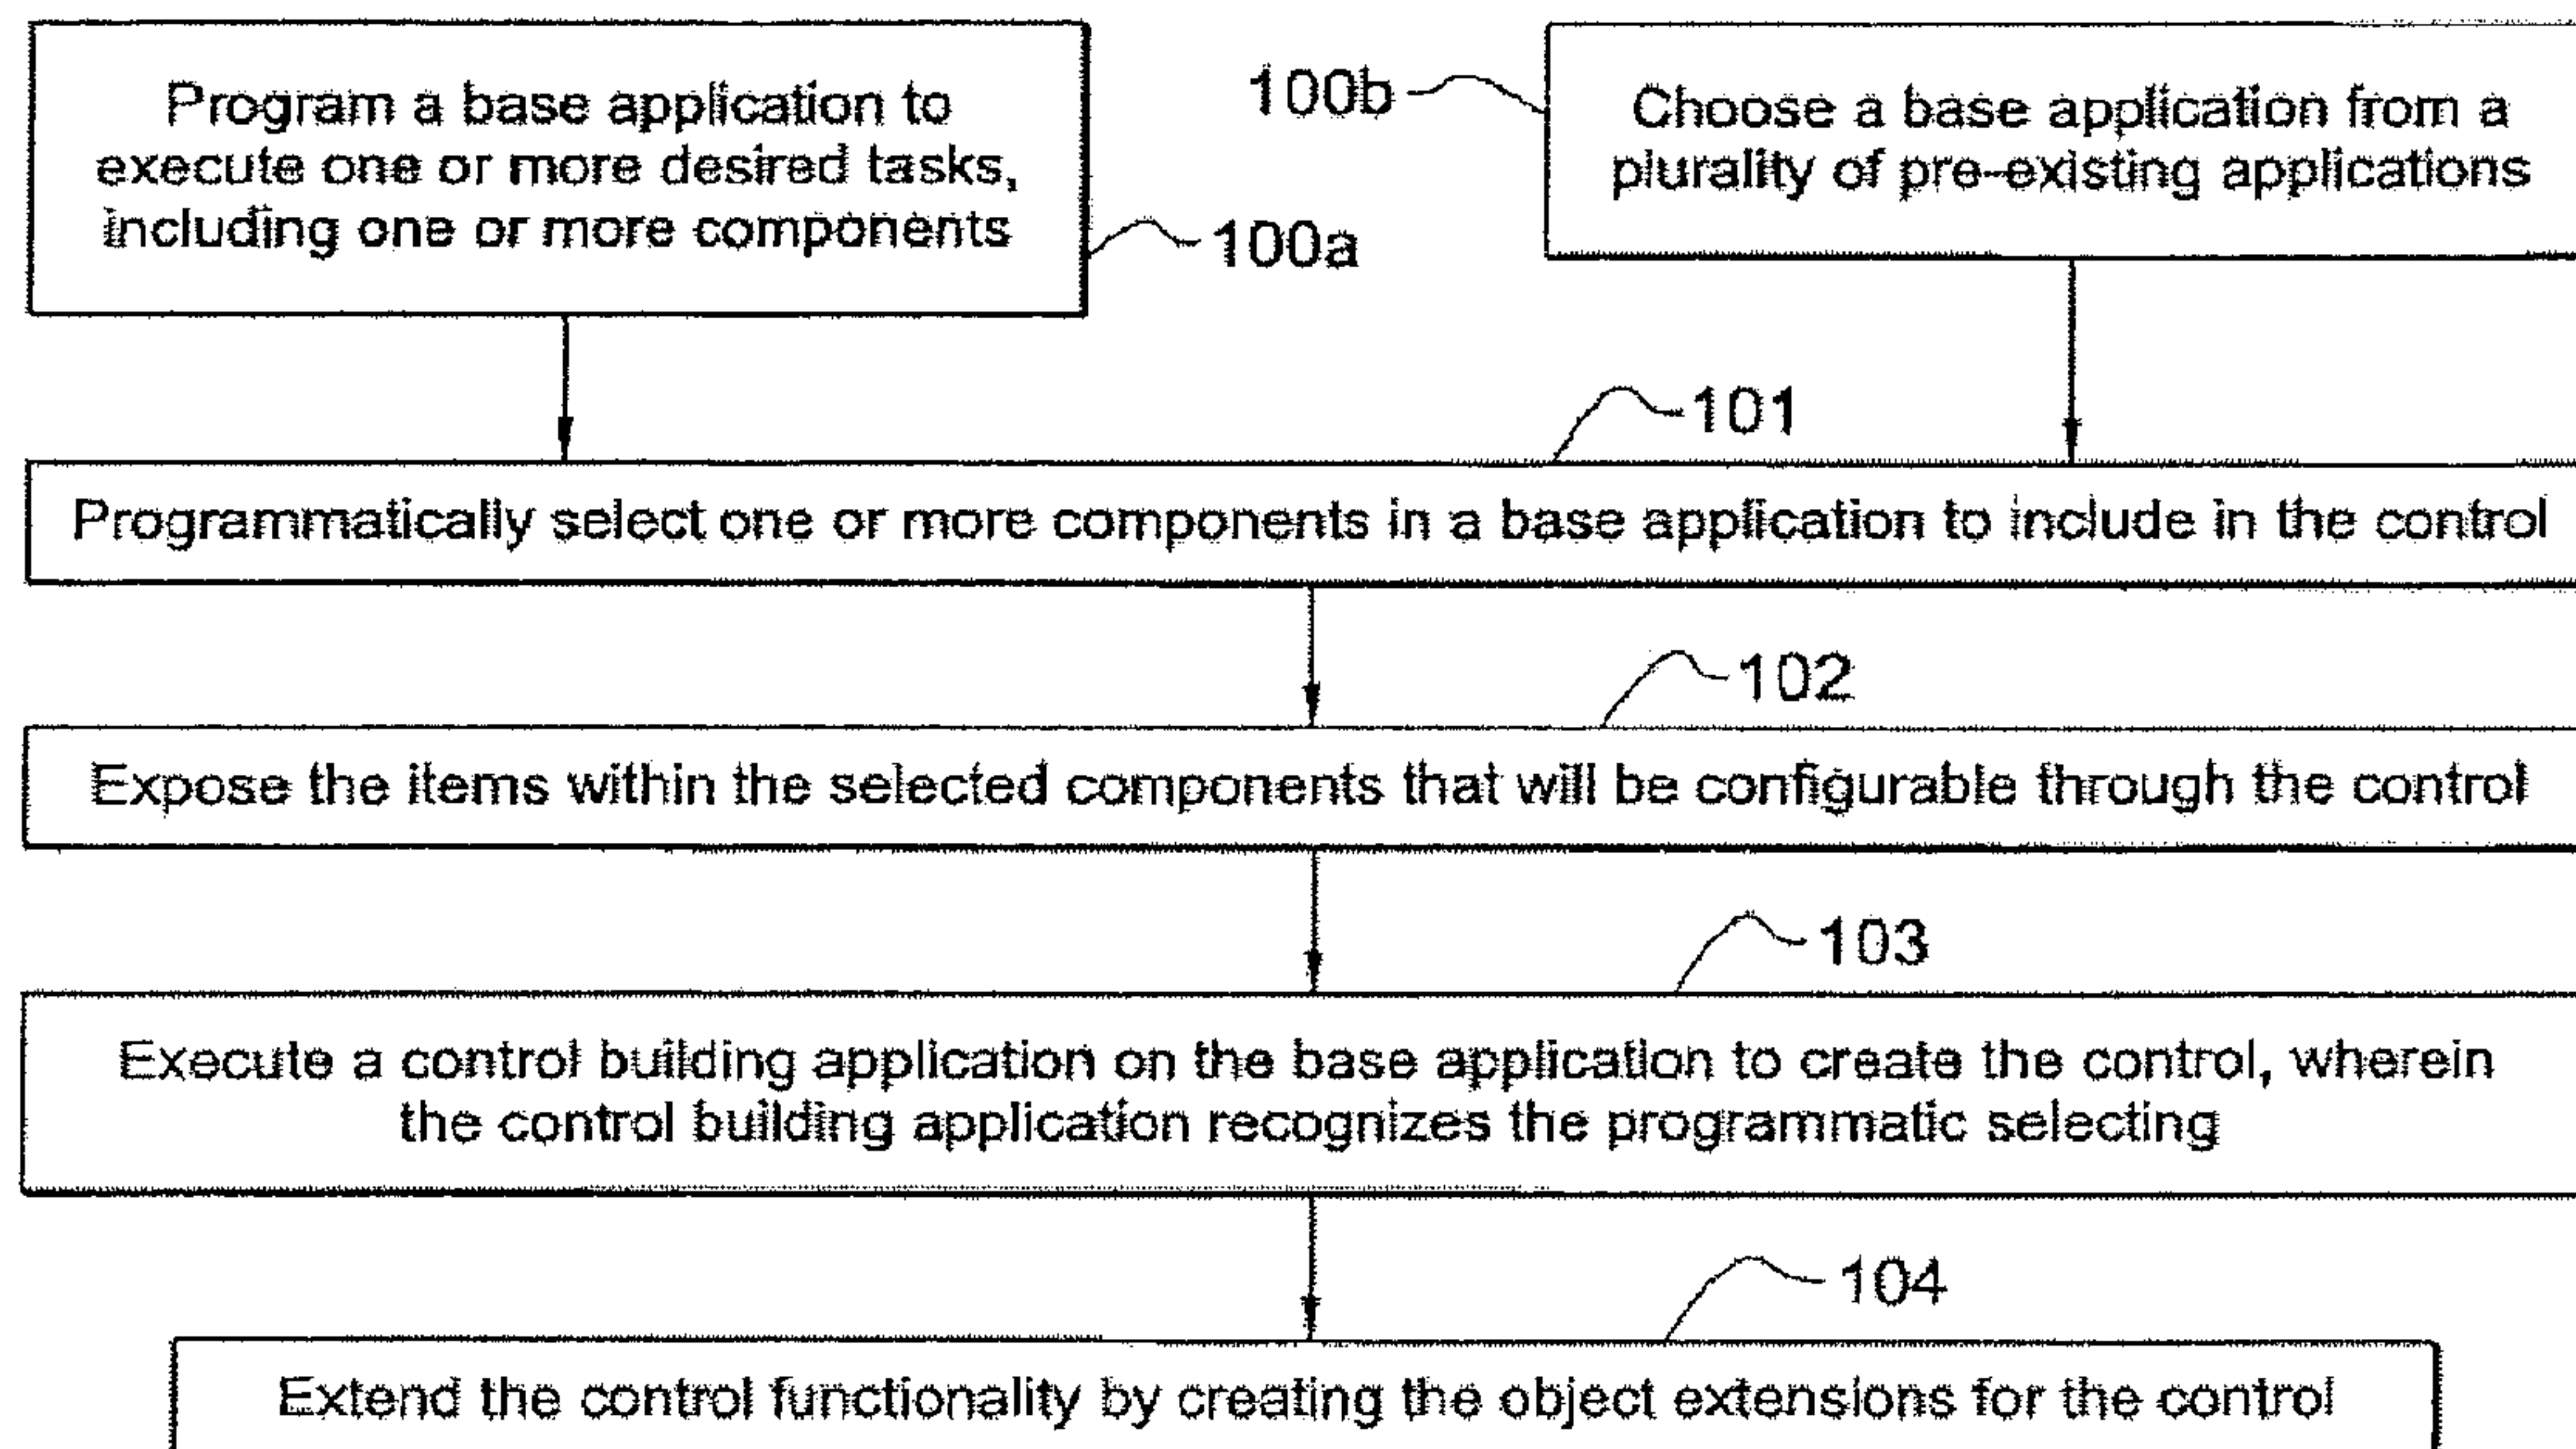 Program a base application to
execute one or more desired tasks,
including one or more components
100a
100b
Choose a base application from a
plurality of pre-existing applications
101
Programmatically select one or more components in a base application to include in the control
102
Expose the items within the selected components that will be configurable through the control
103
Execute a control building application on the base application to create the control, wherein
the control building application recognizes the programmatic selecting
104
Extend the control functionality by creating the object extensions for the control